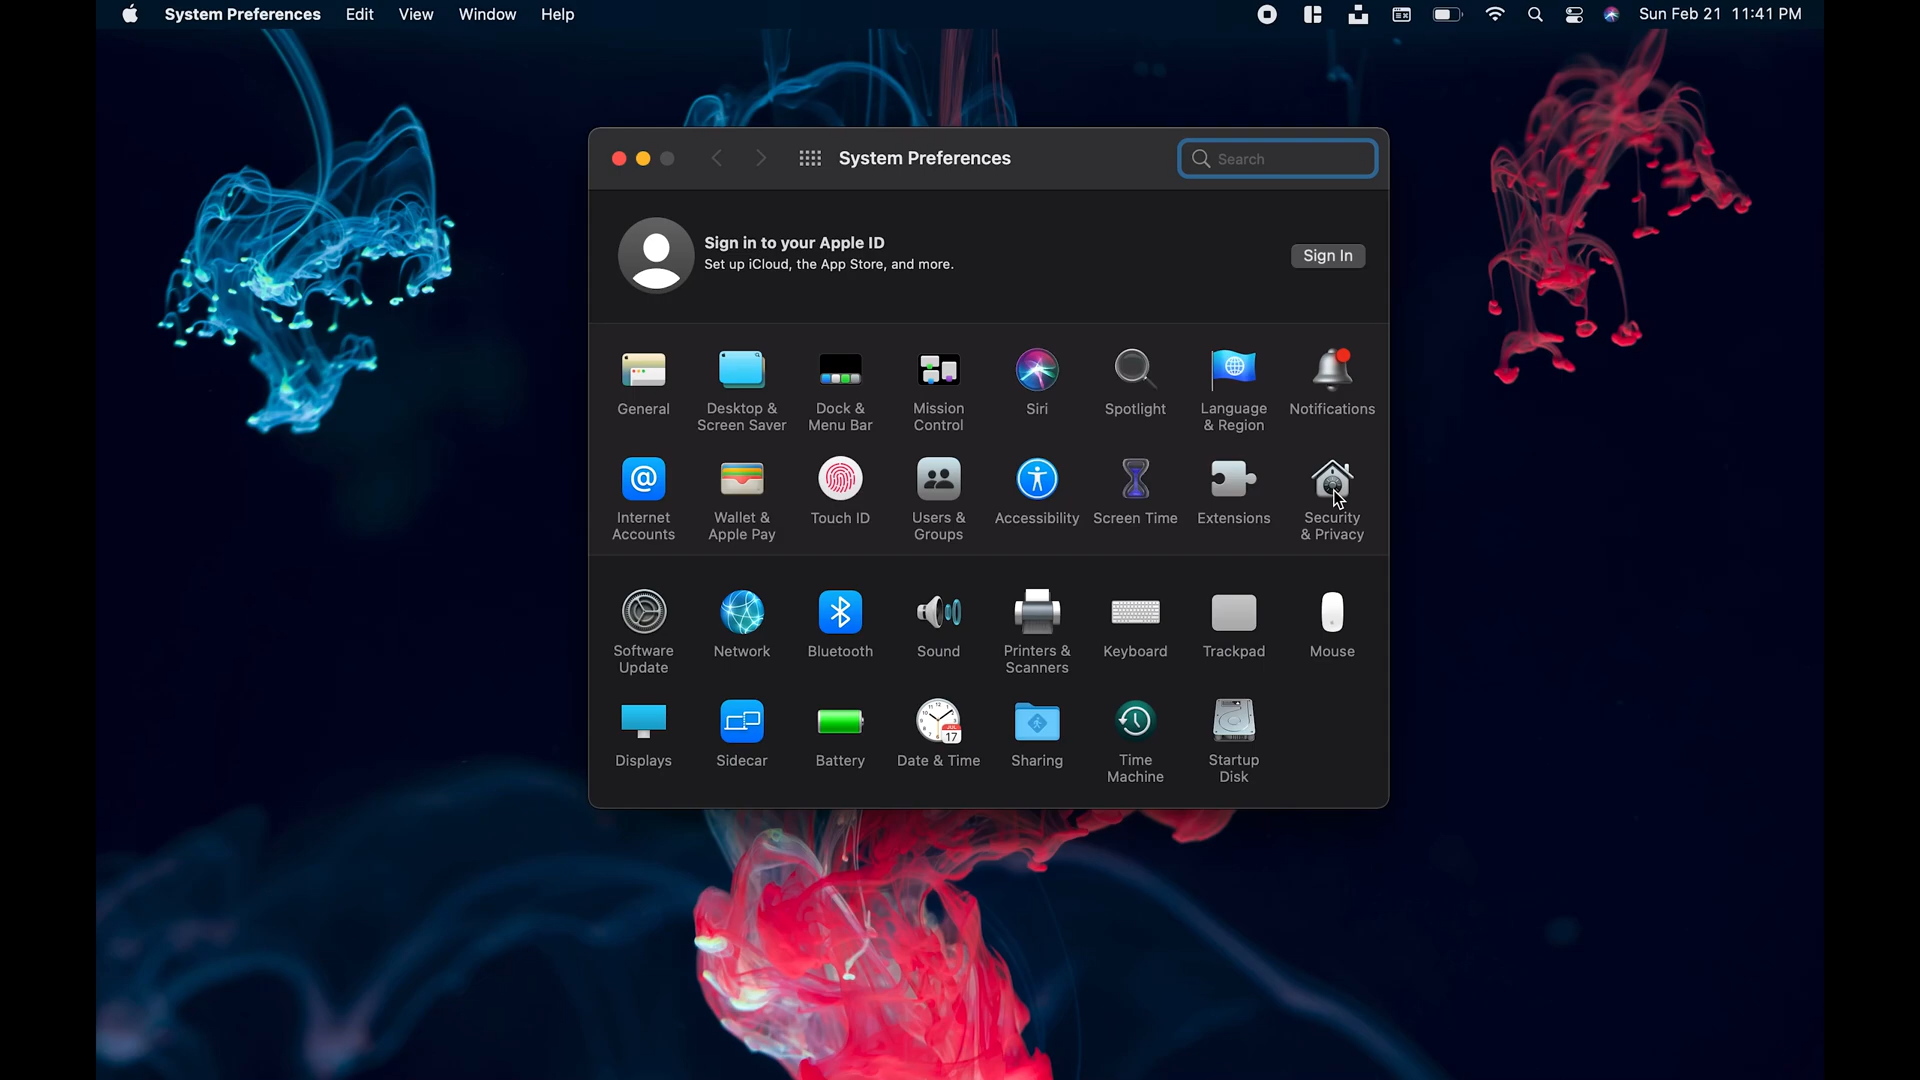 System Preferences Edit View Window Help Sun Feb 21 11:41 PM
System Preferences
Search
Sign in to your Apple ID
Set up iCloud, the App Store, and more.
Sign In
General
Desktop &
Screen Saver
Dock &
Menu Bar
Mission
Control
Siri
Spotlight
Language
& Region
Notifications
Internet
Accounts
Wallet &
Apple Pay
Touch ID
Users &
Groups
Accessibility
Screen Time
Extensions
Security
& Privacy
Software
Update
Network
Bluetooth
Sound
Printers &
Scanners
Keyboard
Trackpad
Mouse
Displays
Sidecar
Battery
JUL
17
Date & Time
Sharing
Time
Machine
Startup
Disk